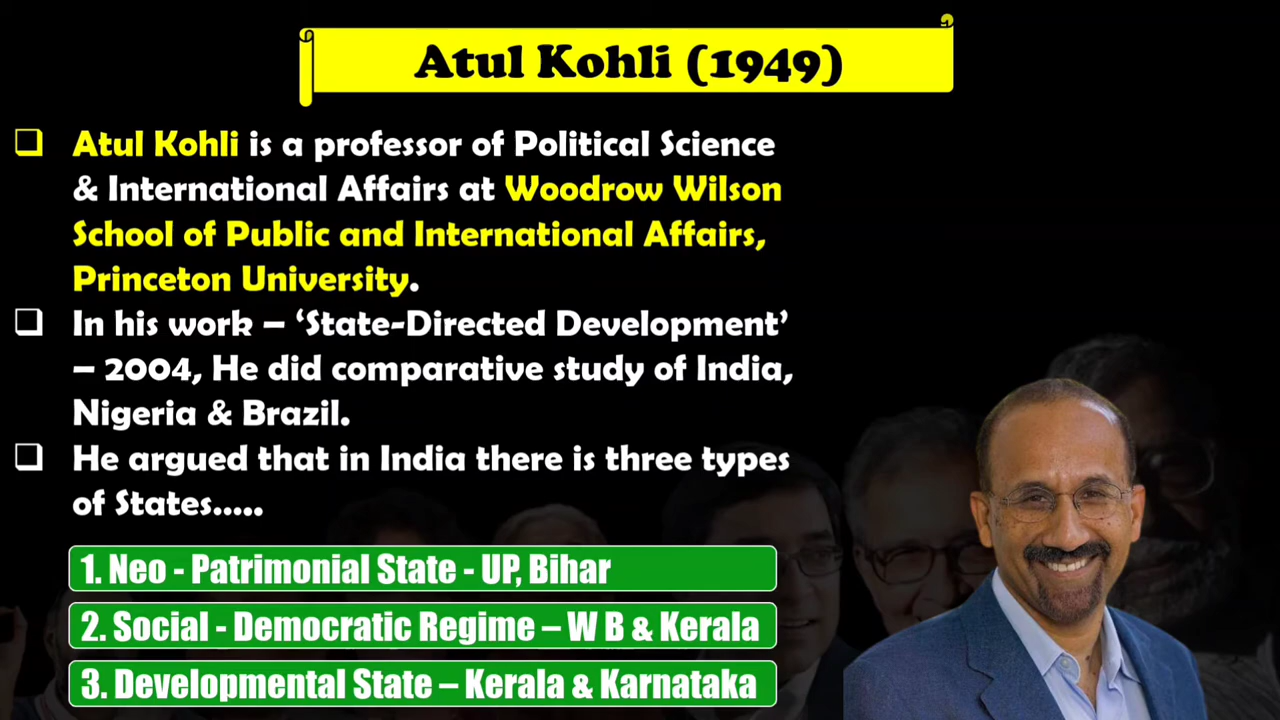 Atul Kohli (1949)
Atul Kohli is a professor of Political Science
& International Affairs at Woodrow Wilson
School of Public and International Affairs,
Princeton University.
In his work – ‘State-Directed Development’
– 2004, He did comparative study of India,
Nigeria & Brazil.
He argued that in India there is three types
of States.....
1. Neo - Patrimonial State - UP, Bihar
2. Social - Democratic Regime – W B & Kerala
3. Developmental State – Kerala & Karnataka